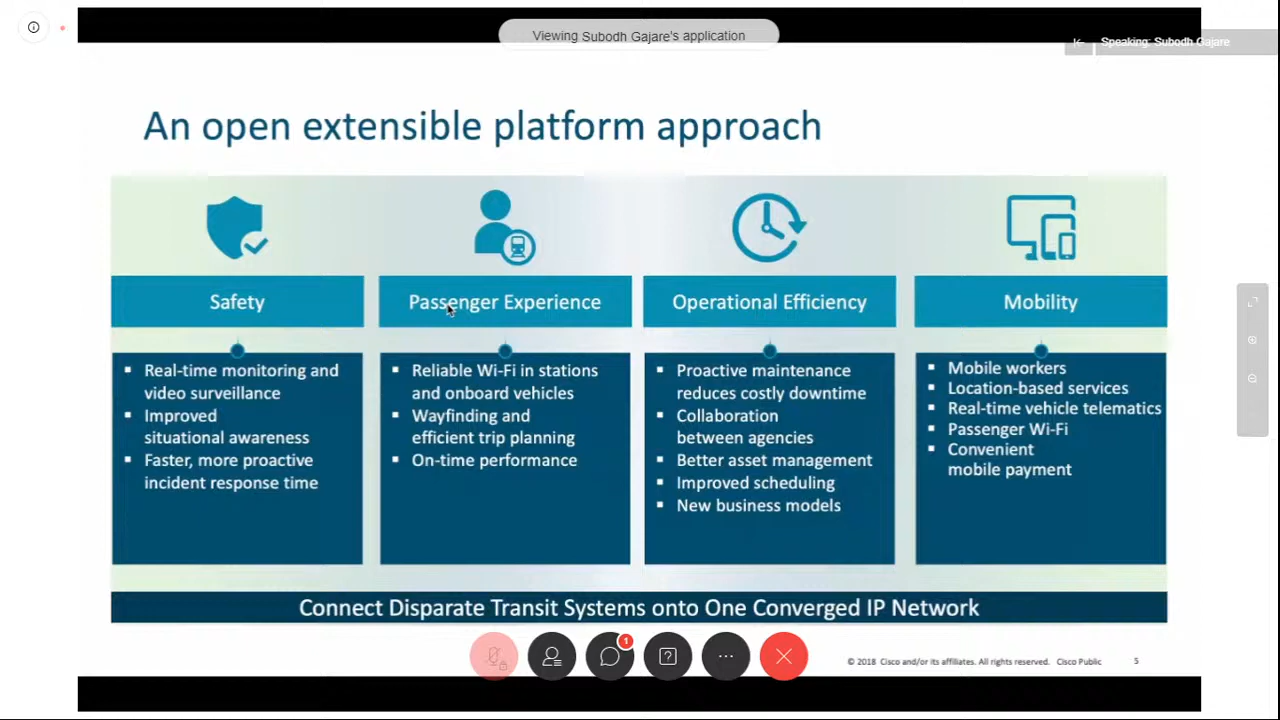 Viewing Subodh Gajare's application
Speaking: Subodh Gajare
An open extensible platform approach
Safety
▪ Real-time monitoring and
video surveillance
▪ Improved
situational awareness
▪ Faster, more proactive
incident response time
Passenger Experience
▪ Reliable Wi-Fi in stations
and onboard vehicles
▪ Wayfinding and
efficient trip planning
▪ On-time performance
Operational Efficiency
▪ Proactive maintenance
reduces costly downtime
▪ Collaboration
between agencies
▪ Better asset management
▪ Improved scheduling
▪ New business models
Mobility
▪ Mobile workers
▪ Location-based services
▪ Real-time vehicle telematics
▪ Passenger Wi-Fi
▪ Convenient
mobile payment
Connect Disparate Transit Systems onto One Converged IP Network
1
© 2018 Cisco and/or its affiliates. All rights reserved. Cisco Public 5